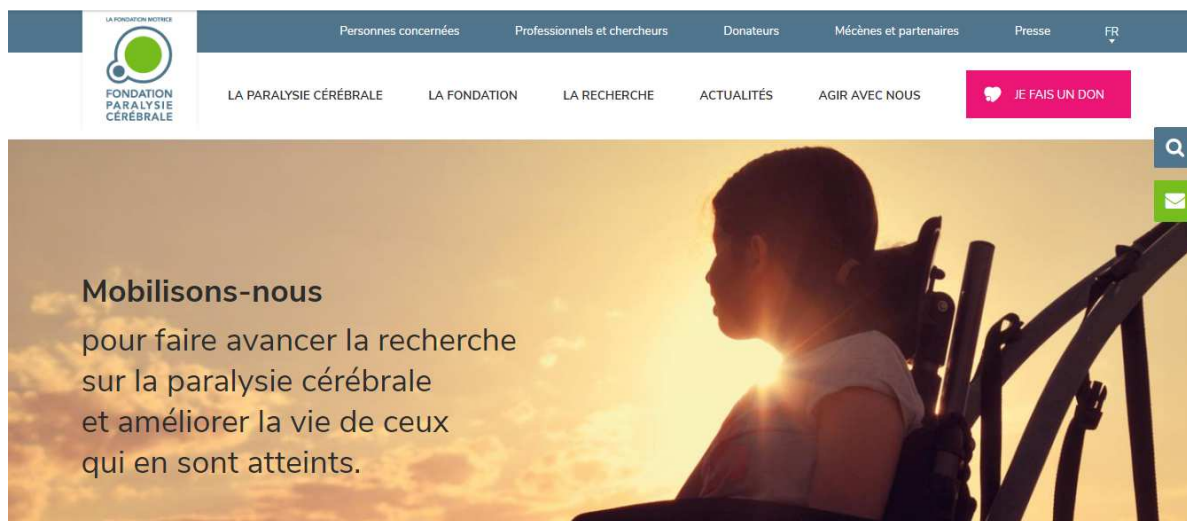 LA FONDATION MOTRICE
FONDATION
PARALYSIE
CÉRÉBRALE
Personnes concernées
Professionnels et chercheurs
Donateurs
Mécènes et partenaires
Presse
FR
LA PARALYSIE CÉRÉBRALE
LA FONDATION
LA RECHERCHE
ACTUALITÉS
AGIR AVEC NOUS
JE FAIS UN DON
Mobilisons-nous
pour faire avancer la recherche
sur la paralysie cérébrale
et améliorer la vie de ceux
qui en sont atteints.